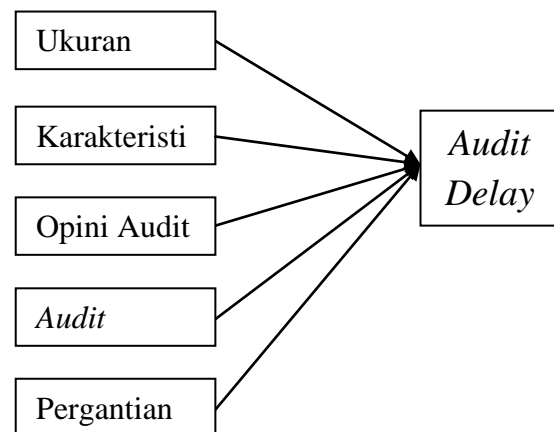 Ukuran
Karakteristi
Opini Audit
Audit
Pergantian
Audit
Delay